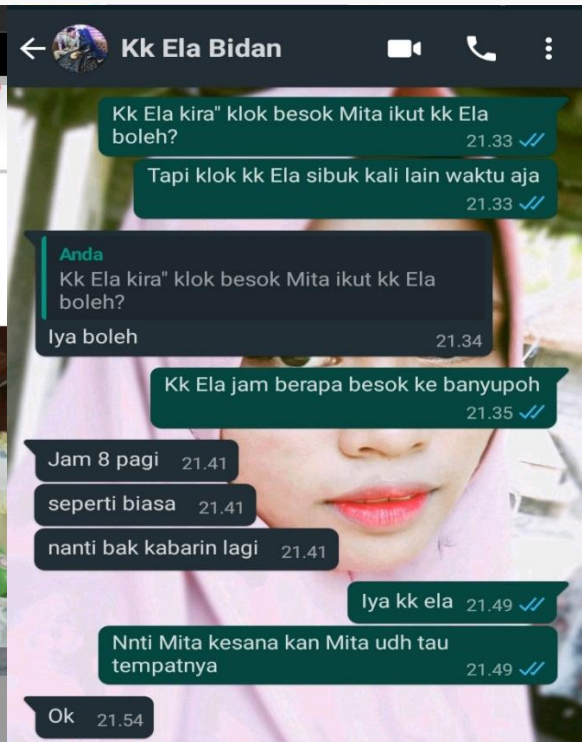 Kk Ela Bidan
Kk Ela kira" klok besok Mita ikut kk Ela
boleh?
21.33
Tapi klok kk Ela sibuk kali lain waktu aja
21.33
Anda
Kk Ela kira" klok besok Mita ikut kk Ela
boleh?
Iya boleh 21.34
Kk Ela jam berapa besok ke banyupoh
21.35
Jam 8 pagi 21.41
seperti biasa 21.41
nanti bak kabarin lagi 21.41
Iya kk ela 21.49
Nnti Mita kesana kan Mita udh tau
tempatnya
21.49
Ok 21.54